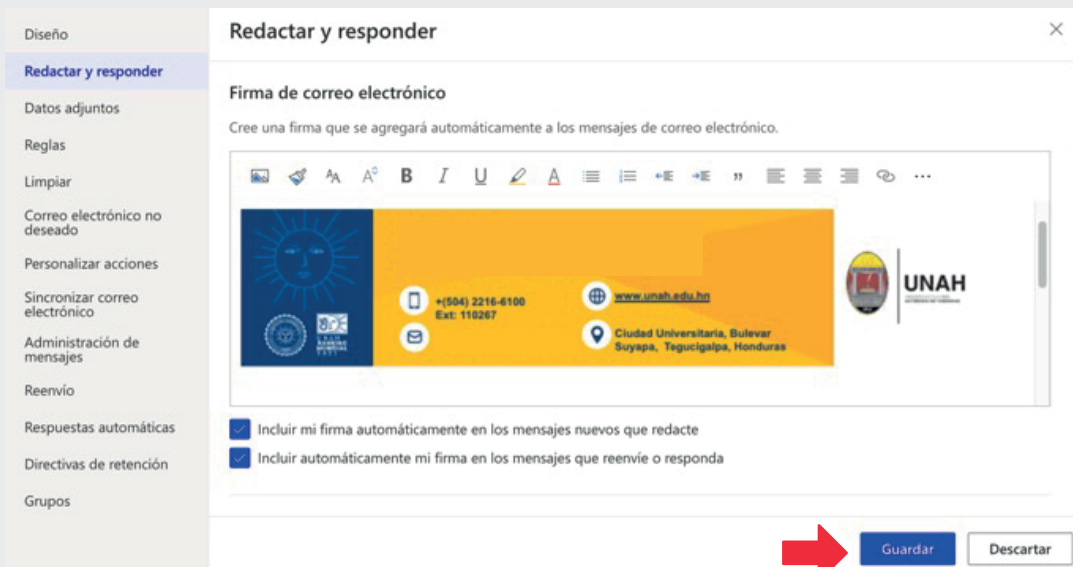 Diseño
Redactar y responder
Datos adjuntos
Reglas
Limpiar
Correo electrónico no
deseado
Personalizar acciones
Sincronizar correo
electrónico
Administración de
mensajes
Reenvío
Respuestas automáticas
Directivas de retención
Grupos
Redactar y responder
Firma de correo electrónico
Cree una firma que se agregará automáticamente a los mensajes de correo electrónico.
+(504) 2216-6100
Ext: 110267
www.unah.edu.hn
Ciudad Universitaria, Bulevar
Suyapa, Tegucigalpa, Honduras
UNAH
Incluir mi firma automáticamente en los mensajes nuevos que redacte
Incluir automáticamente mi firma en los mensajes que reenvíe o responda
Guardar
Descartar